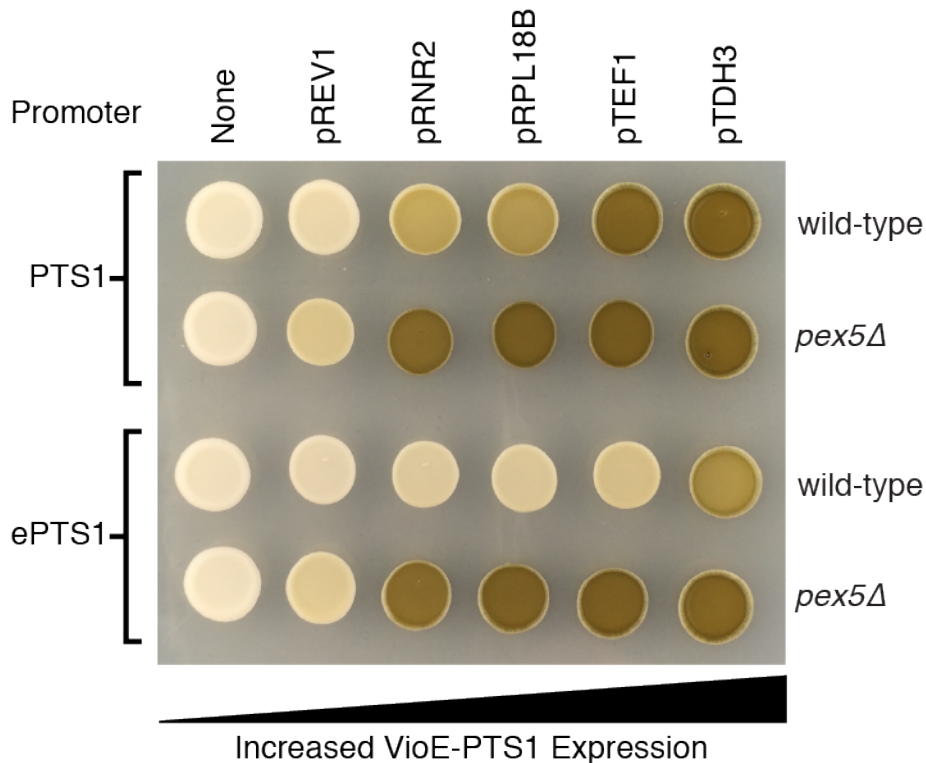 Promoter
None
pREV1
pRNR2
pRPL18B
pTEF1
pTDH3
PTS1
wild-type
pex5Δ
ePTS1
wild-type
pex5Δ
Increased VioE-PTS1 Expression